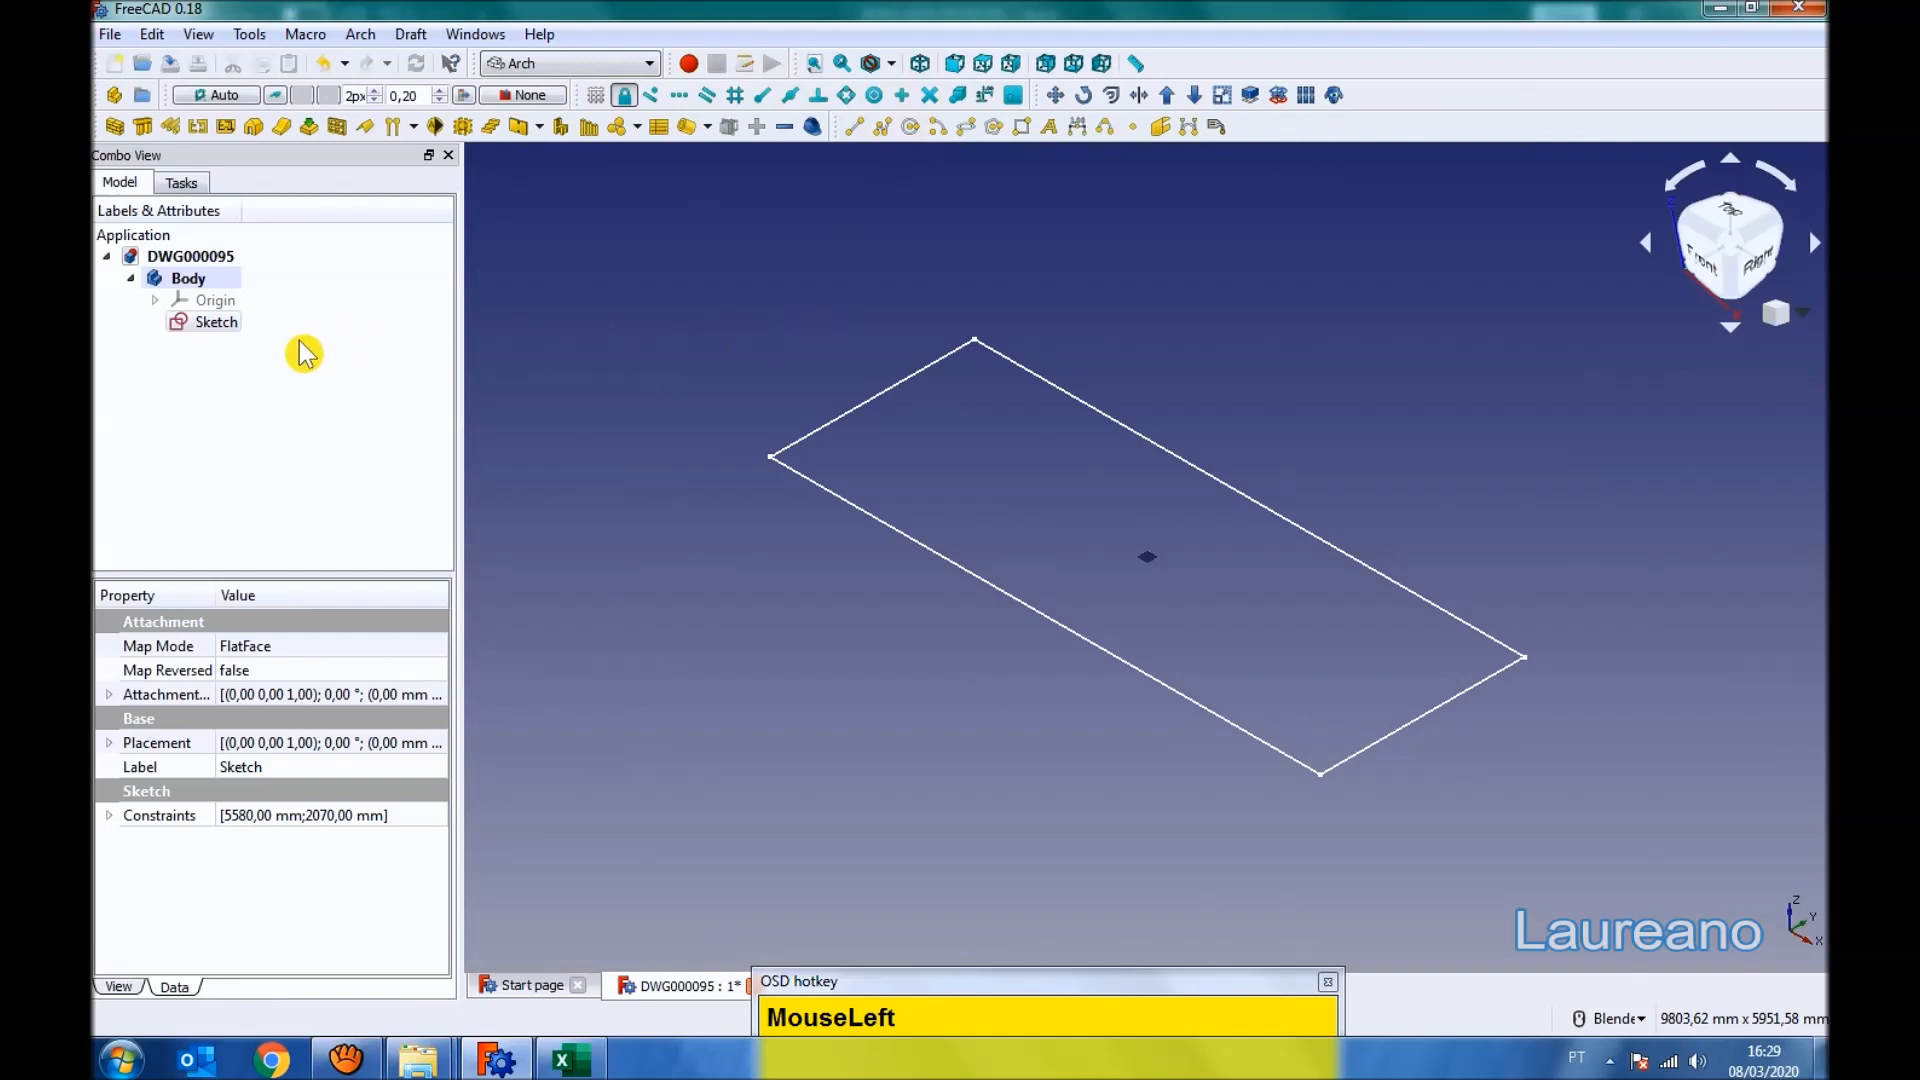 FreeCAD 0.18
File Edit View Tools Macro Arch Draft Windows Help
Arch
Auto 2px 0,20 None
Combo View
Model Tasks
Labels & Attributes
Application
DWG000095
Body
Origin
Sketch
Top
Front Right
Property Value
Attachment
Map Mode FlatFace
Map Reversed false
Attachment... [(0,00 0,00 1,00); 0,00 °; (0,00 mm ...
Base
Placement [(0,00 0,00 1,00); 0,00 °; (0,00 mm ...
Label Sketch
Sketch
Constraints [5580,00 mm;2070,00 mm]
Laureano
Z
Y
X
View Data
Start page DWG000095 : 1*
OSD hotkey
MouseLeft
Blende 9803,62 mm x 5951,58 mm
PT 16:29
08/03/2020